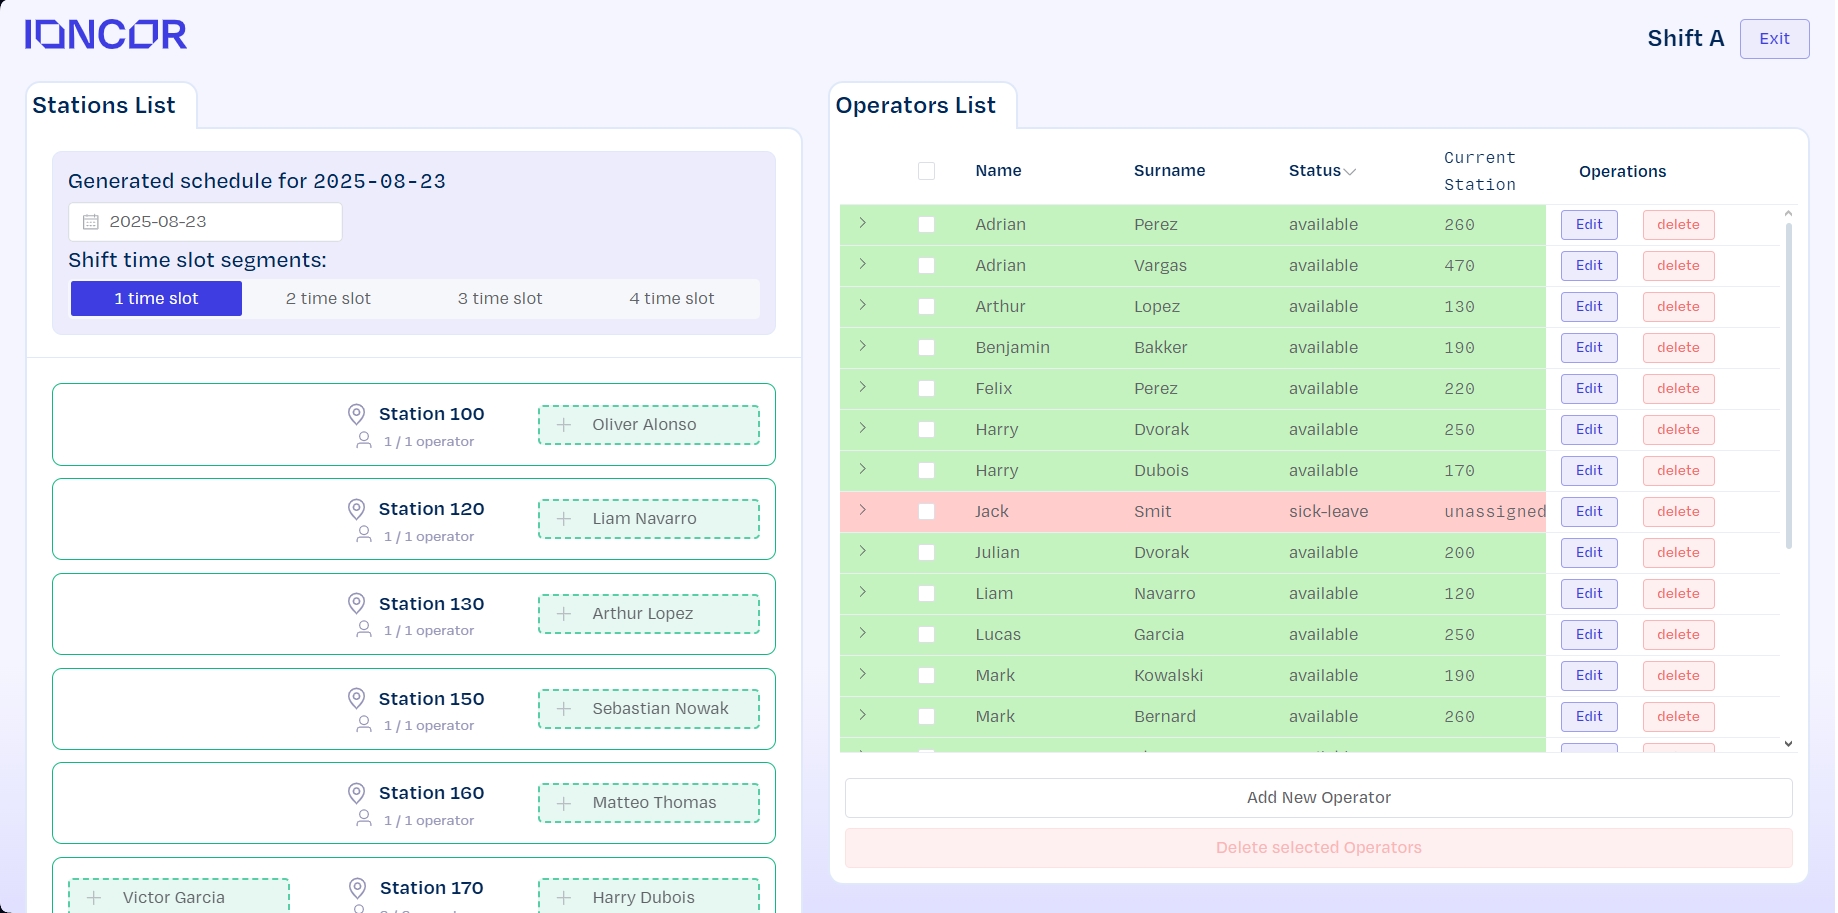 IONCOR
Shift A
Exit
Stations List
Generated schedule for 2025-08-23
2025-08-23
Shift time slot segments:
1 time slot 2 time slot 3 time slot 4 time slot
Station 100
1 / 1 operator
Oliver Alonso
Station 120
1 / 1 operator
Liam Navarro
Station 130
1 / 1 operator
Arthur Lopez
Station 150
1 / 1 operator
Sebastian Nowak
Station 160
1 / 1 operator
Matteo Thomas
Victor Garcia
Station 170
Harry Dubois
Operators List
Name Surname Status Current Station Operations
Adrian Perez available 260 Edit delete
Adrian Vargas available 470 Edit delete
Arthur Lopez available 130 Edit delete
Benjamin Bakker available 190 Edit delete
Felix Perez available 220 Edit delete
Harry Dvorak available 250 Edit delete
Harry Dubois available 170 Edit delete
Jack Smit sick-leave unassigned Edit delete
Julian Dvorak available 200 Edit delete
Liam Navarro available 120 Edit delete
Lucas Garcia available 250 Edit delete
Mark Kowalski available 190 Edit delete
Mark Bernard available 260 Edit delete
Add New Operator
Delete selected Operators